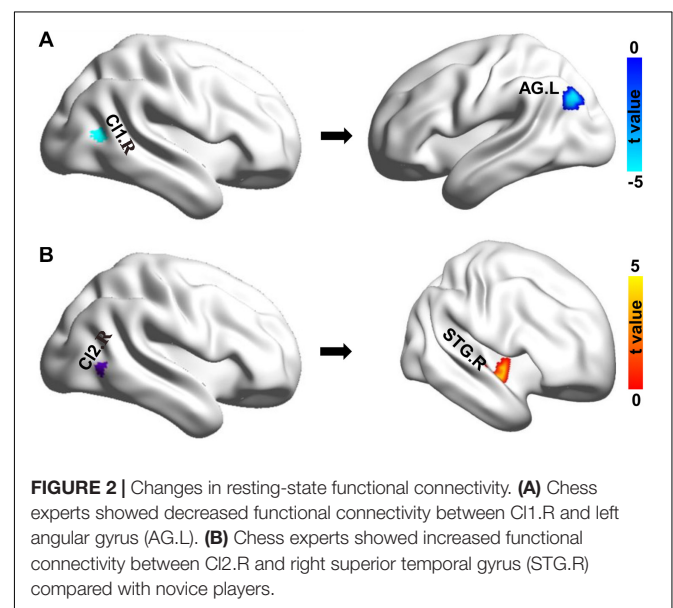 A
Cl1.R
AG.L
0
t value
-5
B
Cl2.R
STG.R
5
t value
0
FIGURE 2 | Changes in resting-state functional connectivity. (A) Chess
experts showed decreased functional connectivity between Cl1.R and left
angular gyrus (AG.L). (B) Chess experts showed increased functional
connectivity between Cl2.R and right superior temporal gyrus (STG.R)
compared with novice players.